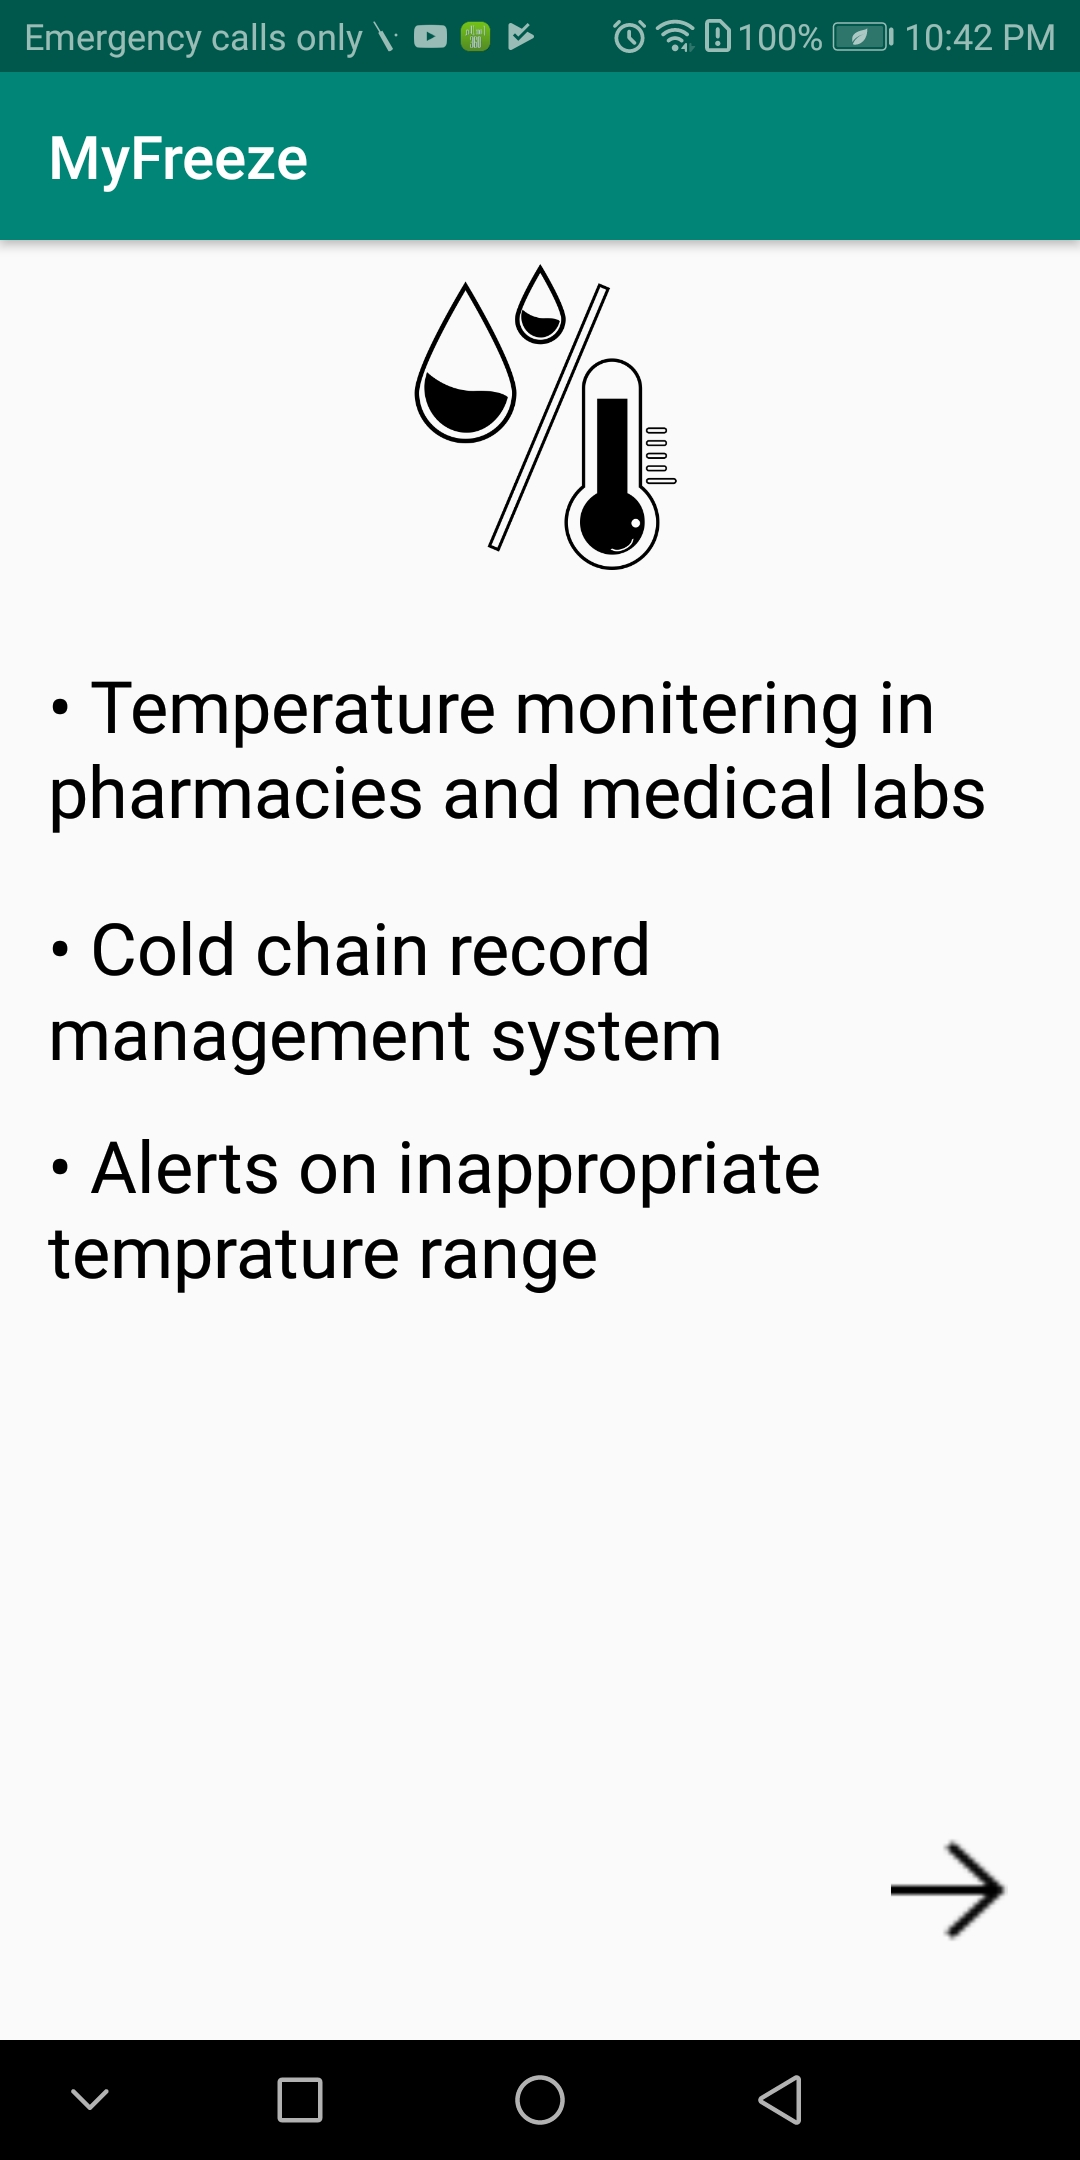 Emergency calls only 100% 10:42 PM
MyFreeze
• Temperature monitering in
pharmacies and medical labs
• Cold chain record
management system
• Alerts on inappropriate
temprature range